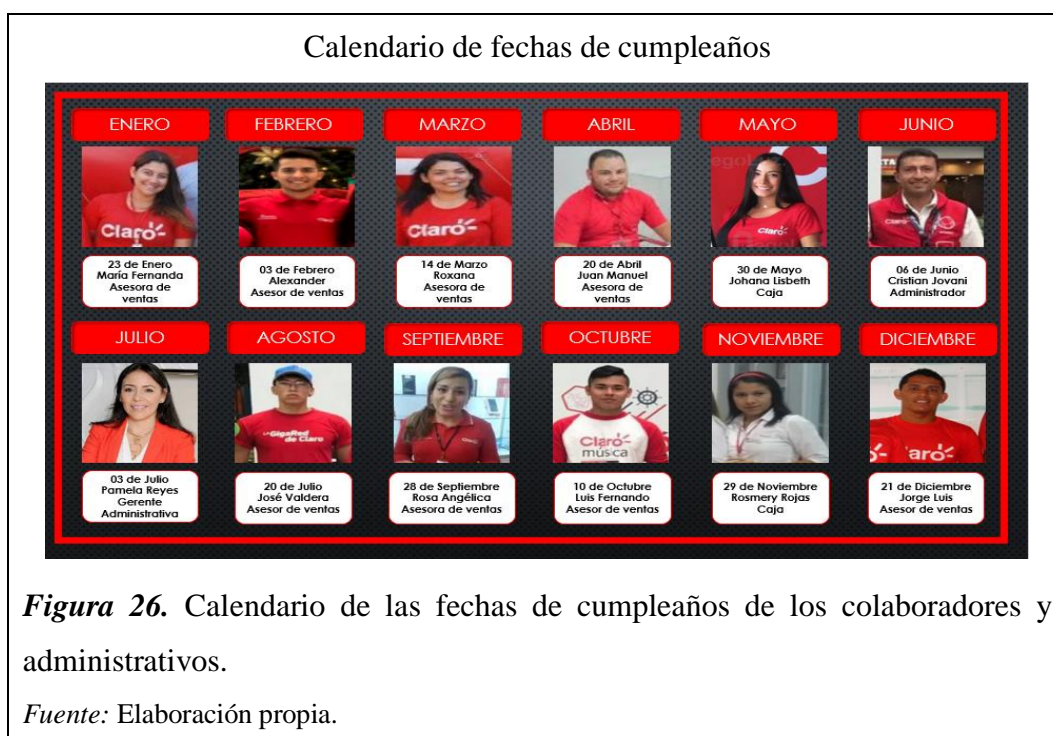 Calendario de fechas de cumpleaños
ENERO
FEBRERO
MARZO
ABRIL
MAYO
JUNIO
Claro
Claro
Claro
23 de Enero
María Fernanda
Asesora de
ventas
03 de Febrero
Alexander
Asesor de ventas
14 de Marzo
Roxana
Asesora de
ventas
20 de Abril
Juan Manuel
Asesora de
ventas
30 de Mayo
Johana Lisbeth
Caja
06 de Junio
Cristian Jovani
Administrador
JULIO
AGOSTO
SEPTIEMBRE
OCTUBRE
NOVIEMBRE
DICIEMBRE
La GigaRed
de Claro
Claro
música
aro
03 de Julio
Pamela Reyes
Gerente
Administrativa
20 de Julio
José Valdera
Asesor de ventas
28 de Septiembre
Rosa Angélica
Asesora de ventas
10 de Octubre
Luis Fernando
Asesor de ventas
29 de Noviembre
Rosmery Rojas
Caja
21 de Diciembre
Jorge Luis
Asesor de ventas
Figura 26. Calendario de las fechas de cumpleaños de los colaboradores y
administrativos.
Fuente: Elaboración propia.